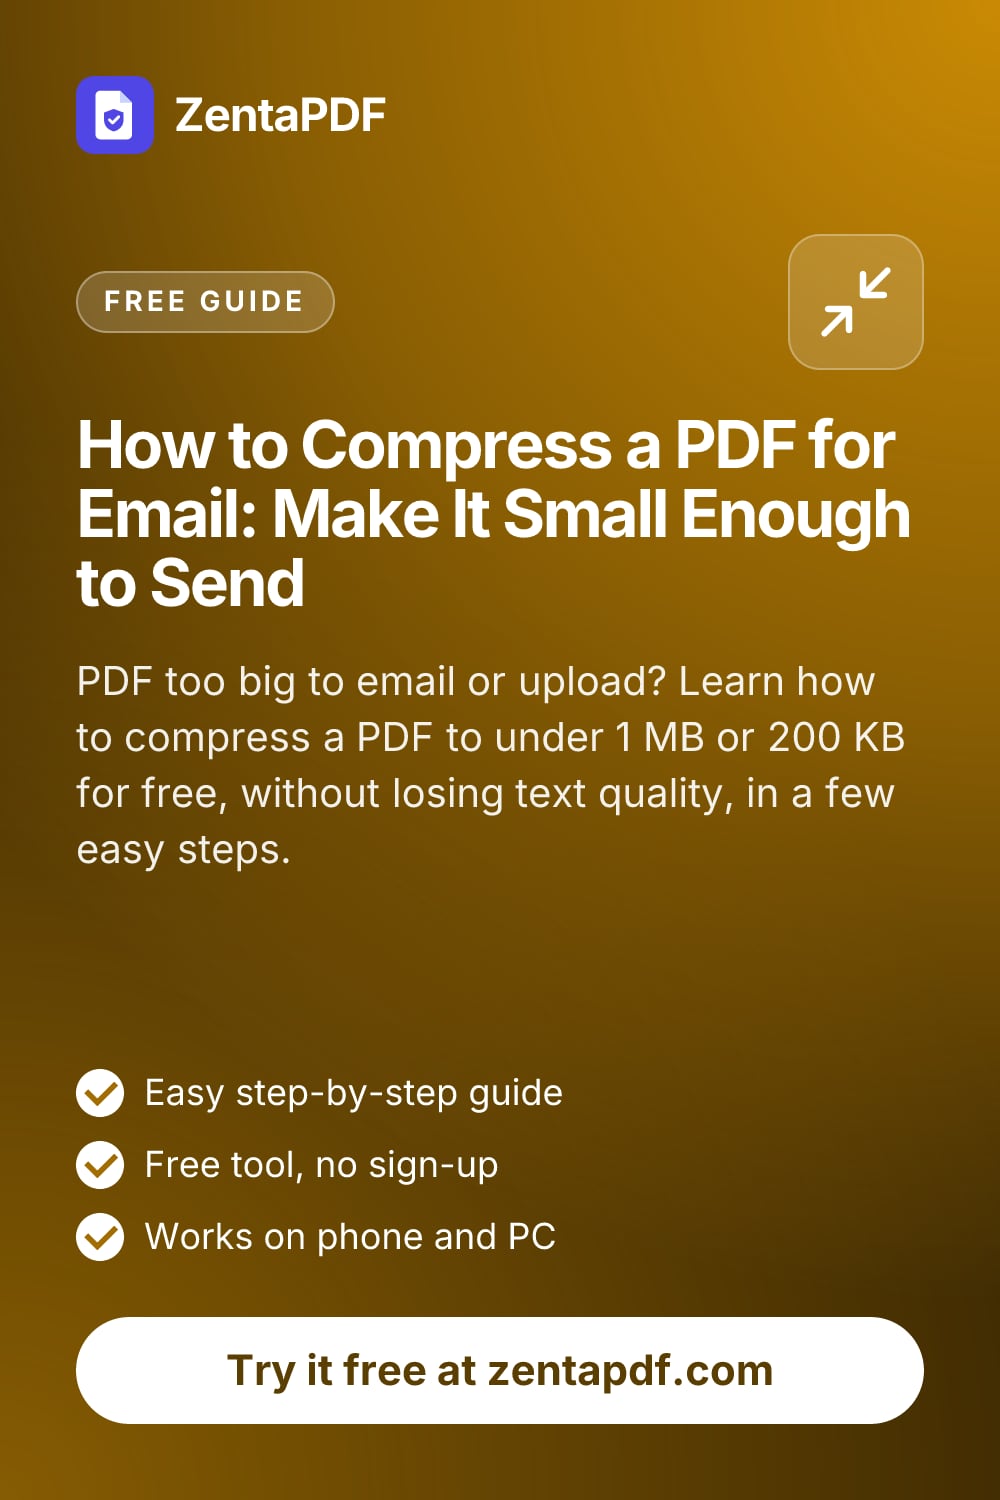 ZentaPDF
FREE GUIDE
How to Compress a PDF for
Email: Make It Small Enough
to Send
PDF too big to email or upload? Learn how
to compress a PDF to under 1 MB or 200 KB
for free, without losing text quality, in a few
easy steps.
Easy step-by-step guide
Free tool, no sign-up
Works on phone and PC
Try it free at zentapdf.com